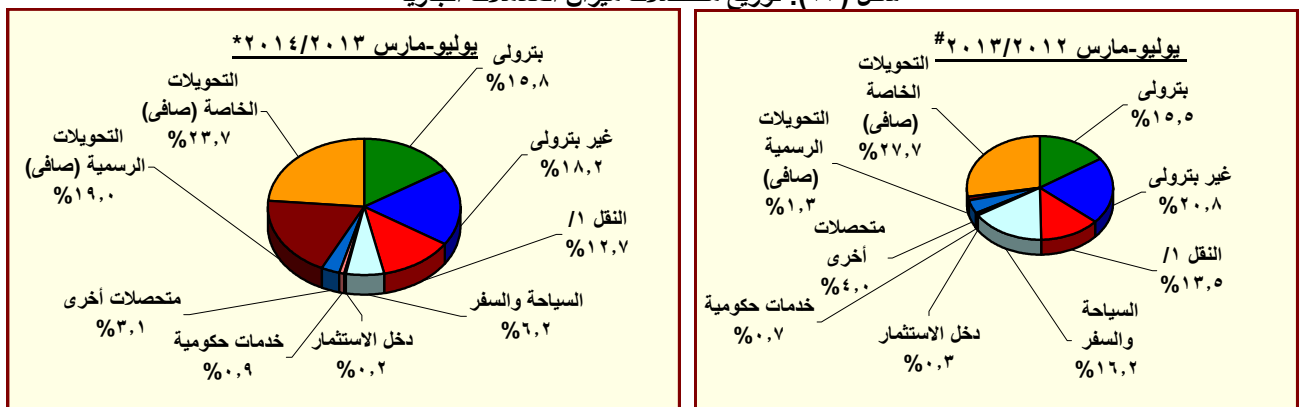 يوليو-مارس ٢٠١٣/٢٠١٢#
بترولى
%١٥,٥
غير بترولى
%٢٠,٨
النقل ١/
%١٣,٥
السياحة
والسفر
%١٦,٢
دخل الاستثمار
%٠,٣
خدمات حكومية
%٠,٧
متحصلات
أخرى
%٤,٠
التحويلات
الرسمية
(صافى)
%١,٣
التحويلات
الخاصة
(صافى)
%٢٧,٧
يوليو-مارس ٢٠١٤/٢٠١٣*
بترولى
%١٥,٨
غير بترولى
%١٨,٢
النقل ١/
%١٢,٧
السياحة والسفر
%٦,٢
دخل الاستثمار
%٠,٢
خدمات حكومية
%٠,٩
متحصلات أخرى
%٣,١
التحويلات
الرسمية (صافى)
%١٩,٠
التحويلات
الخاصة (صافى)
%٢٣,٧